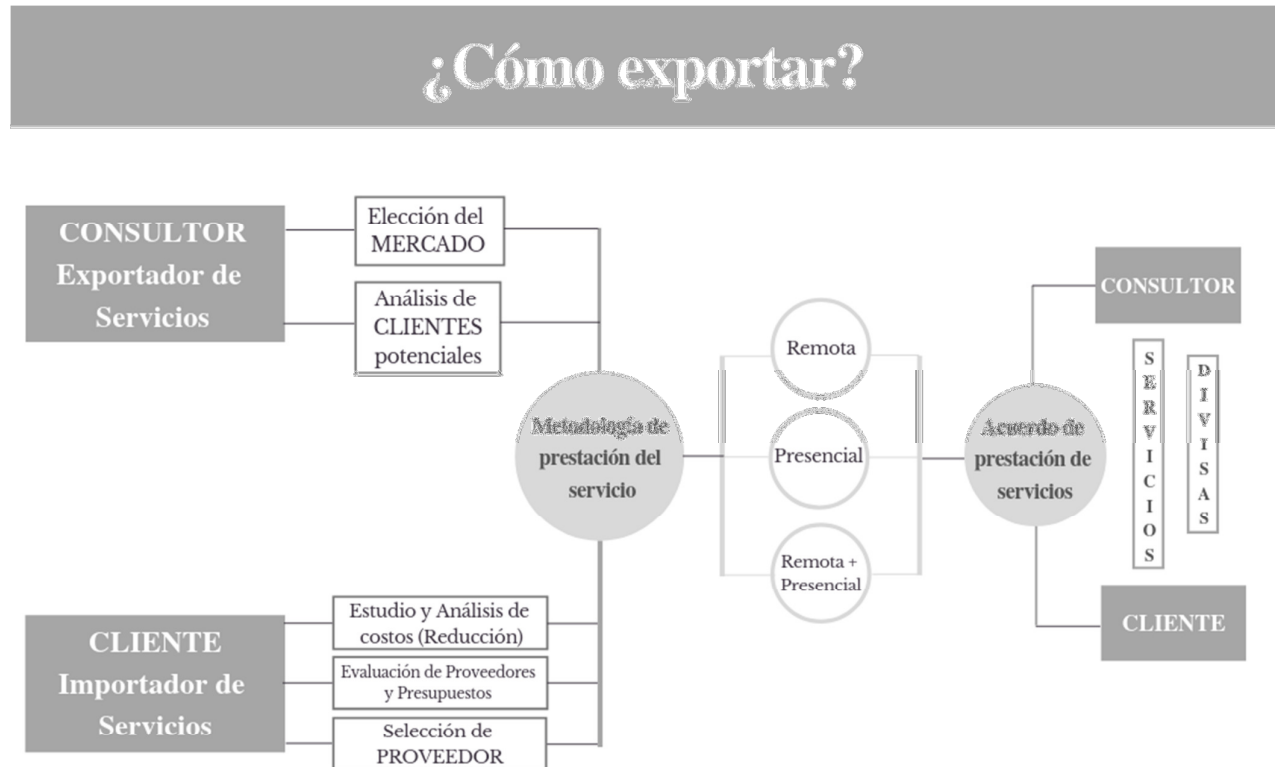 ¿Cómo exportar?
CONSULTOR
Exportador de
Servicios
Elección del
MERCADO
Análisis de
CLIENTES
potenciales
Metodología de
prestación del
servicio
Remota
Presencial
Remota +
Presencial
Acuerdo de
prestación de
servicios
CONSULTOR
SERVICIOS
DIVISAS
CLIENTE
CLIENTE
Importador de
Servicios
Estudio y Análisis de
costos (Reducción)
Evaluación de Proveedores
y Presupuestos
Selección de
PROVEEDOR